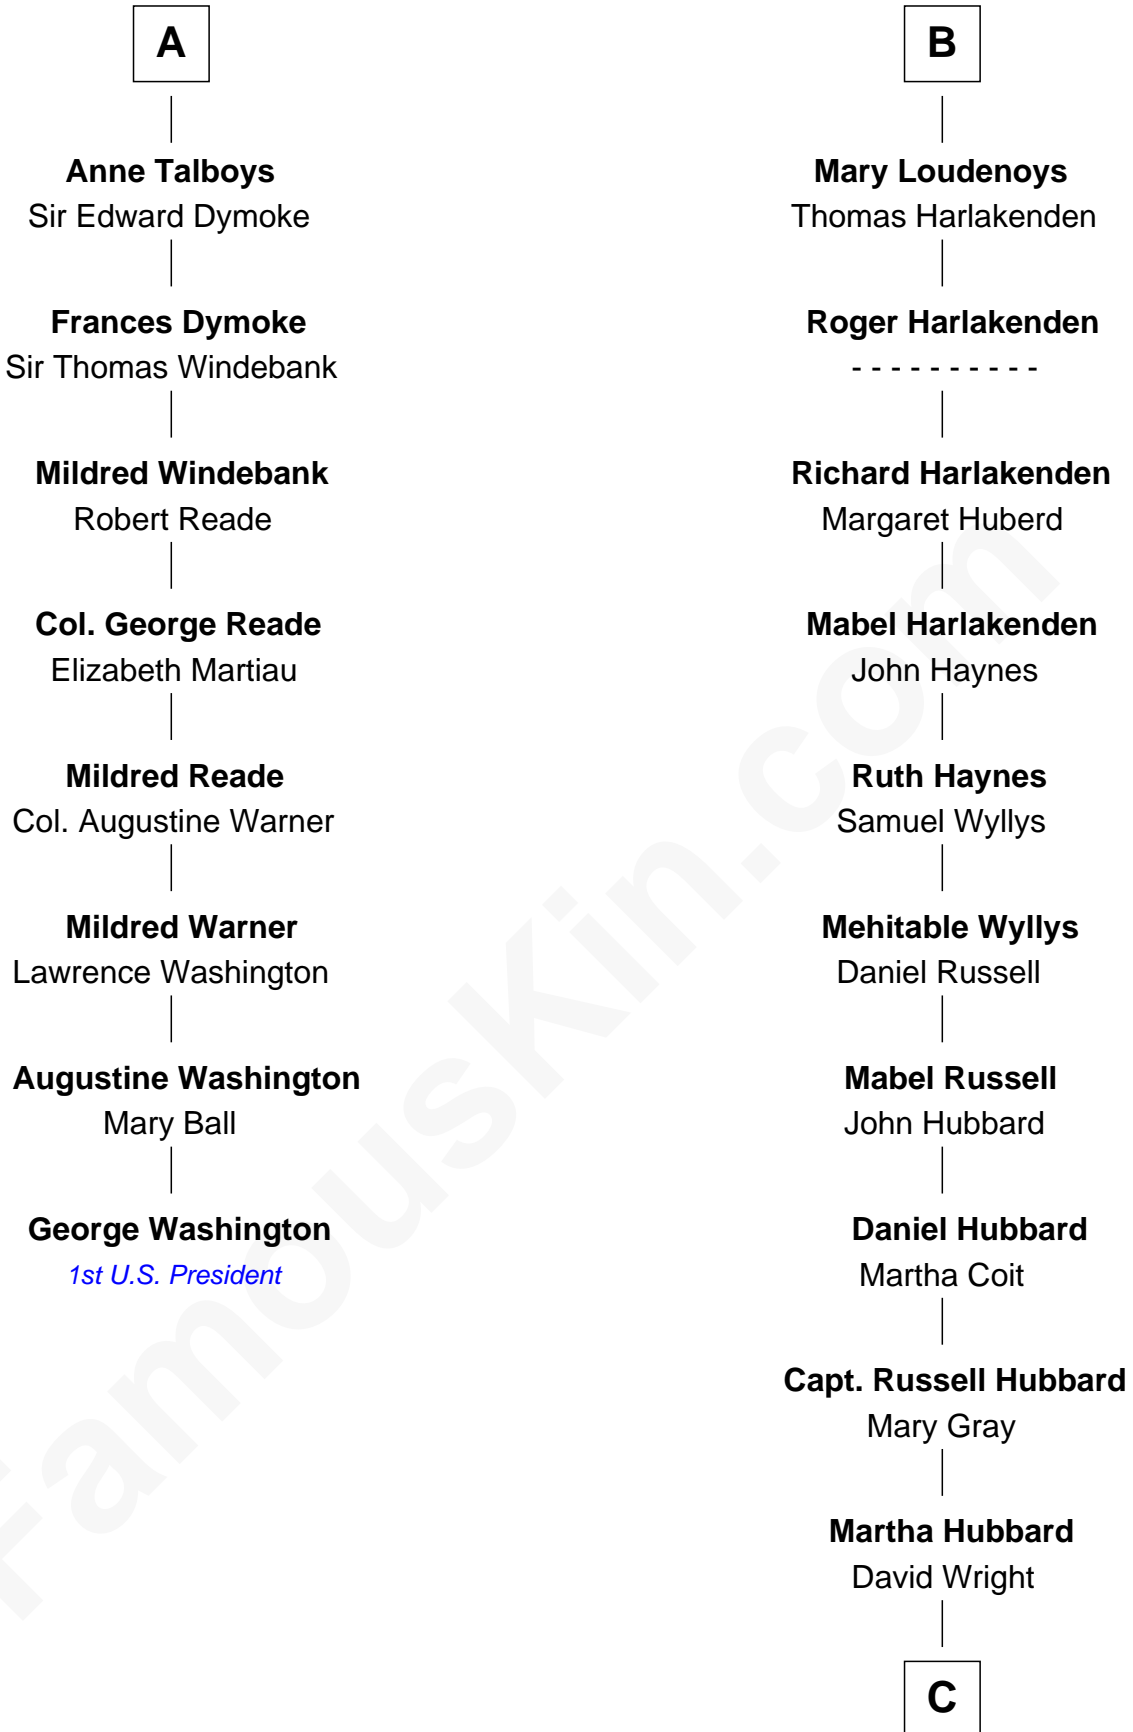 A
Anne Talboys
Sir Edward Dymoke
Frances Dymoke
Sir Thomas Windebank
Mildred Windebank
Robert Reade
Col. George Reade
Elizabeth Martiau
Mildred Reade
Col. Augustine Warner
Mildred Warner
Lawrence Washington
Augustine Washington
Mary Ball
George Washington
1st U.S. President
B
Mary Loudenoys
Thomas Harlakenden
Roger Harlakenden
- - - - - - - - - -
Richard Harlakenden
Margaret Huberd
Mabel Harlakenden
John Haynes
Ruth Haynes
Samuel Wyllys
Mehitable Wyllys
Daniel Russell
Mabel Russell
John Hubbard
Daniel Hubbard
Martha Coit
Capt. Russell Hubbard
Mary Gray
Martha Hubbard
David Wright
C
FamousKin.com